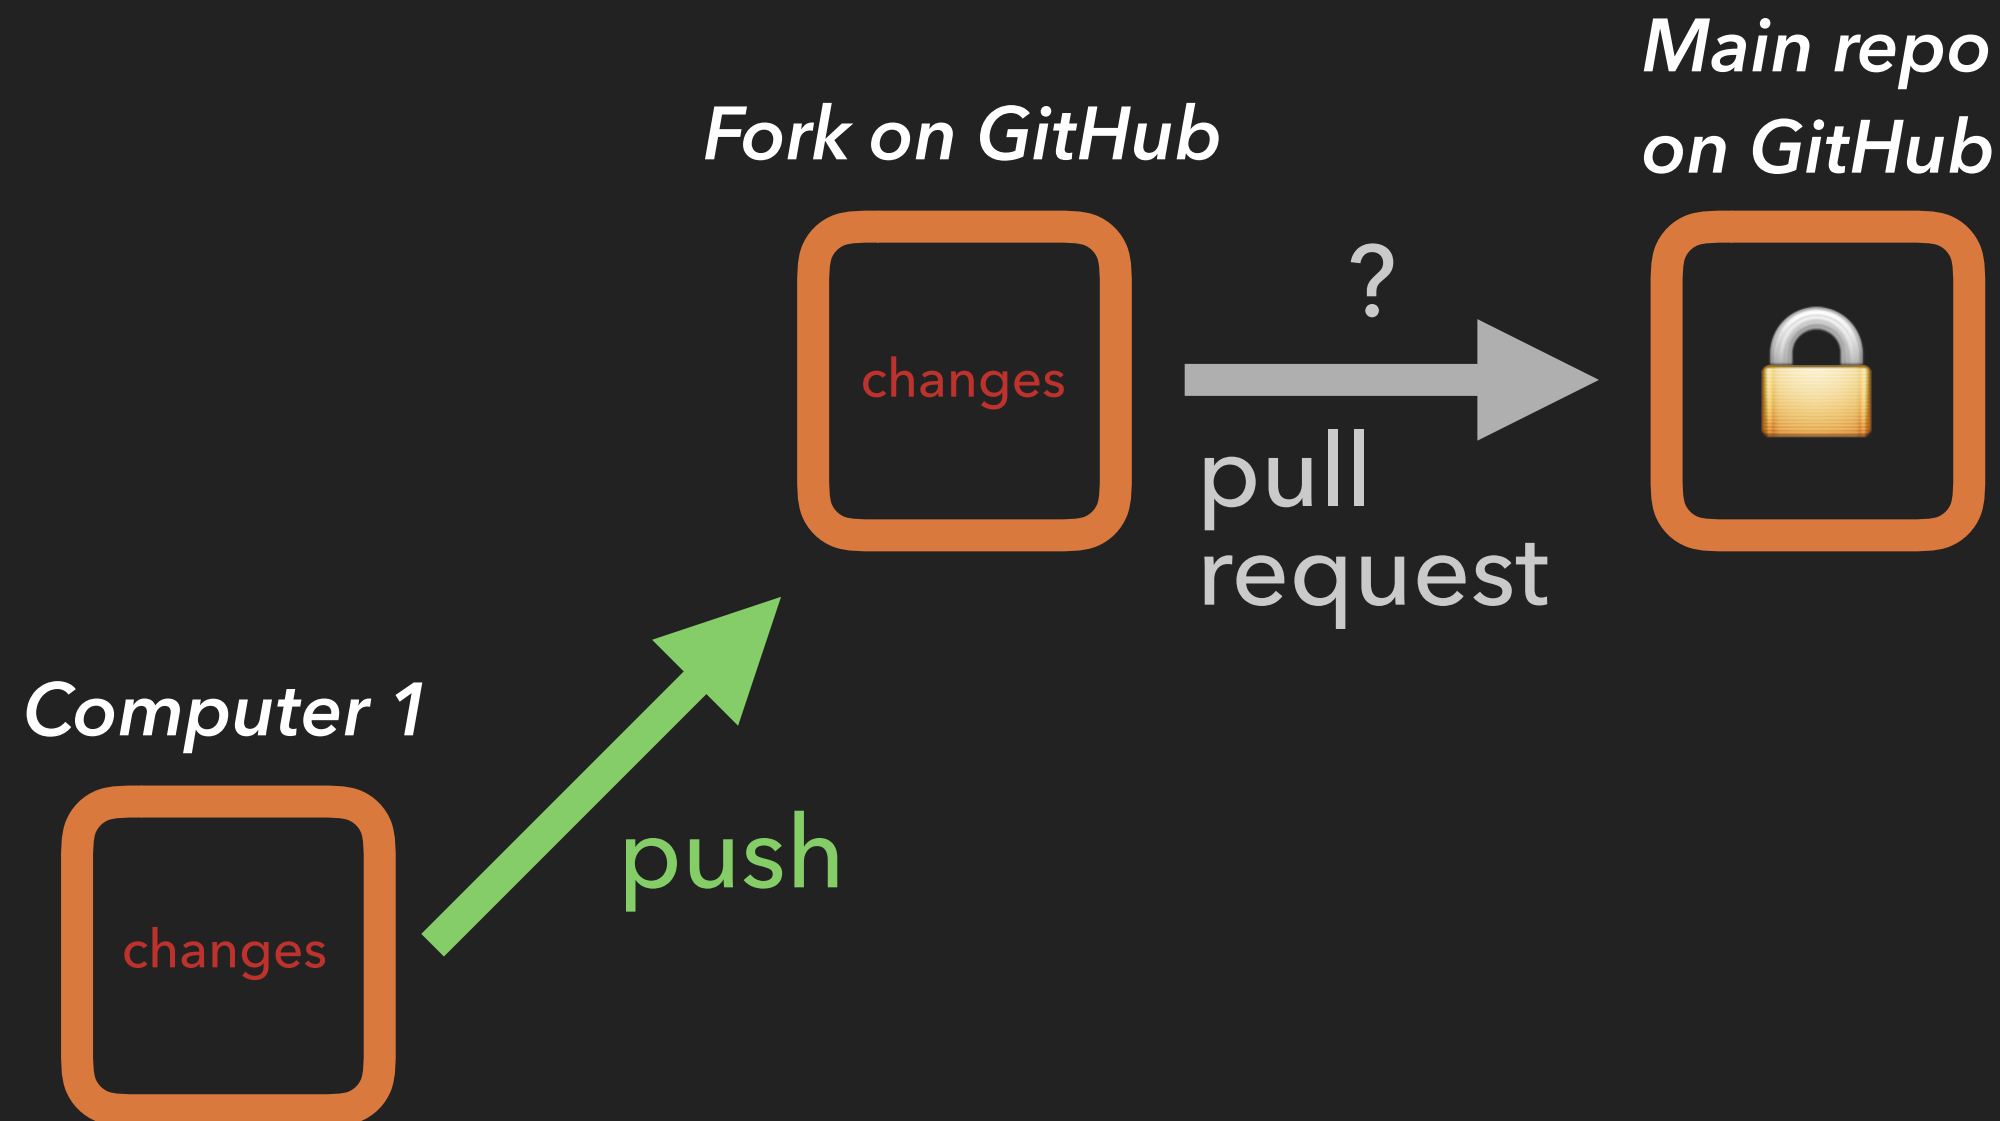 Main repo
on GitHub
Fork on GitHub
?
changes
pull
request
Computer 1
push
changes